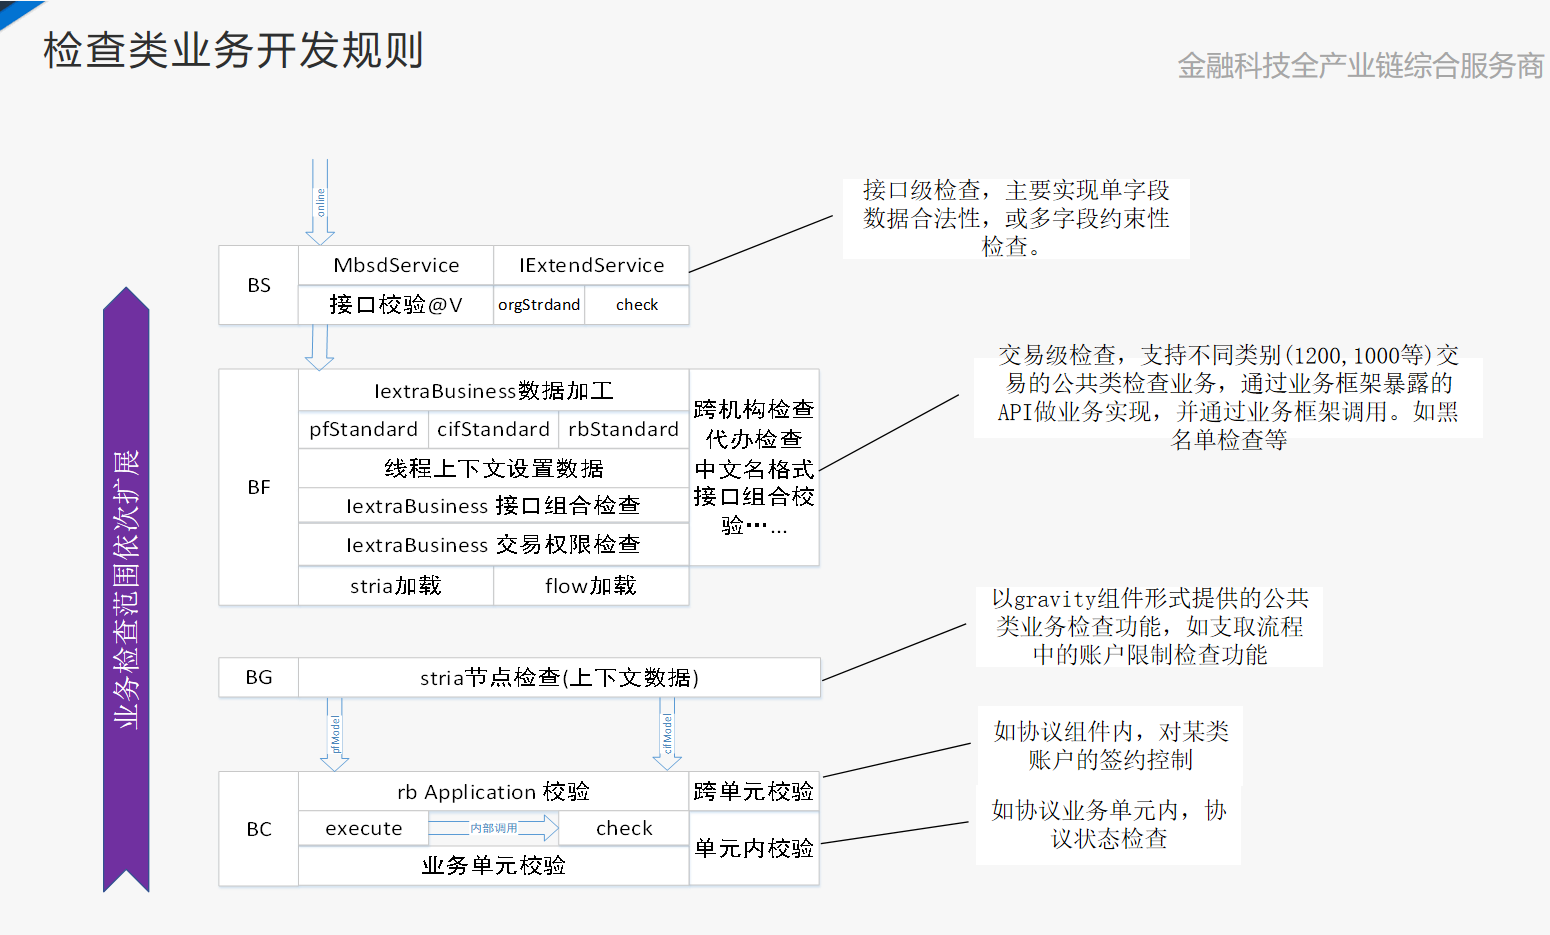 检查类业务开发规则
金融科技全产业链综合服务商
online
接口级检查，主要实现单字段
数据合法性，或多字段约束性
检查。
BS
MbsdService
IExtendService
接口校验@V
orgStrdand
check
业务检查范围依次扩展
BF
IextraBusiness数据加工
pfStandard
cifStandard
rbStandard
线程上下文设置数据
IextraBusiness 接口组合检查
IextraBusiness 交易权限检查
stria加载
flow加载
跨机构检查
代办检查
中文名格式
接口组合校
验……
交易级检查，支持不同类别(1200,1000等)交
易的公共类检查业务，通过业务框架暴露的
API做业务实现，并通过业务框架调用。如黑
名单检查等
BG
stria节点检查(上下文数据)
以gravity组件形式提供的公共
类业务检查功能，如支取流程
中的账户限制检查功能
pfModel
cifModel
BC
rb Application 校验
跨单元校验
execute
内部调用
check
单元内校验
业务单元校验
如协议组件内，对某类
账户的签约控制
如协议业务单元内，协
议状态检查